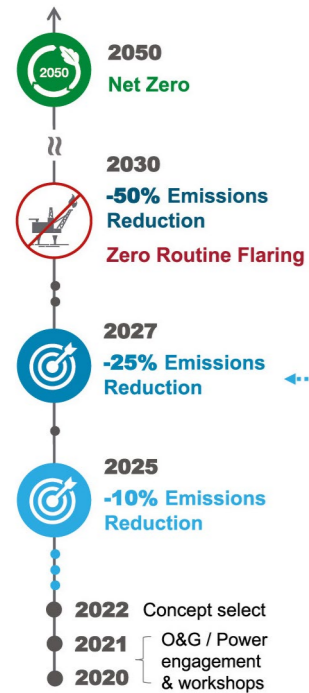 2050
2050
Net Zero
2030
-50% Emissions
Reduction
Zero Routine Flaring
2027
-25% Emissions
Reduction
2025
-10% Emissions
Reduction
2022 Concept select
2021
2020
O&G / Power
engagement
& workshops